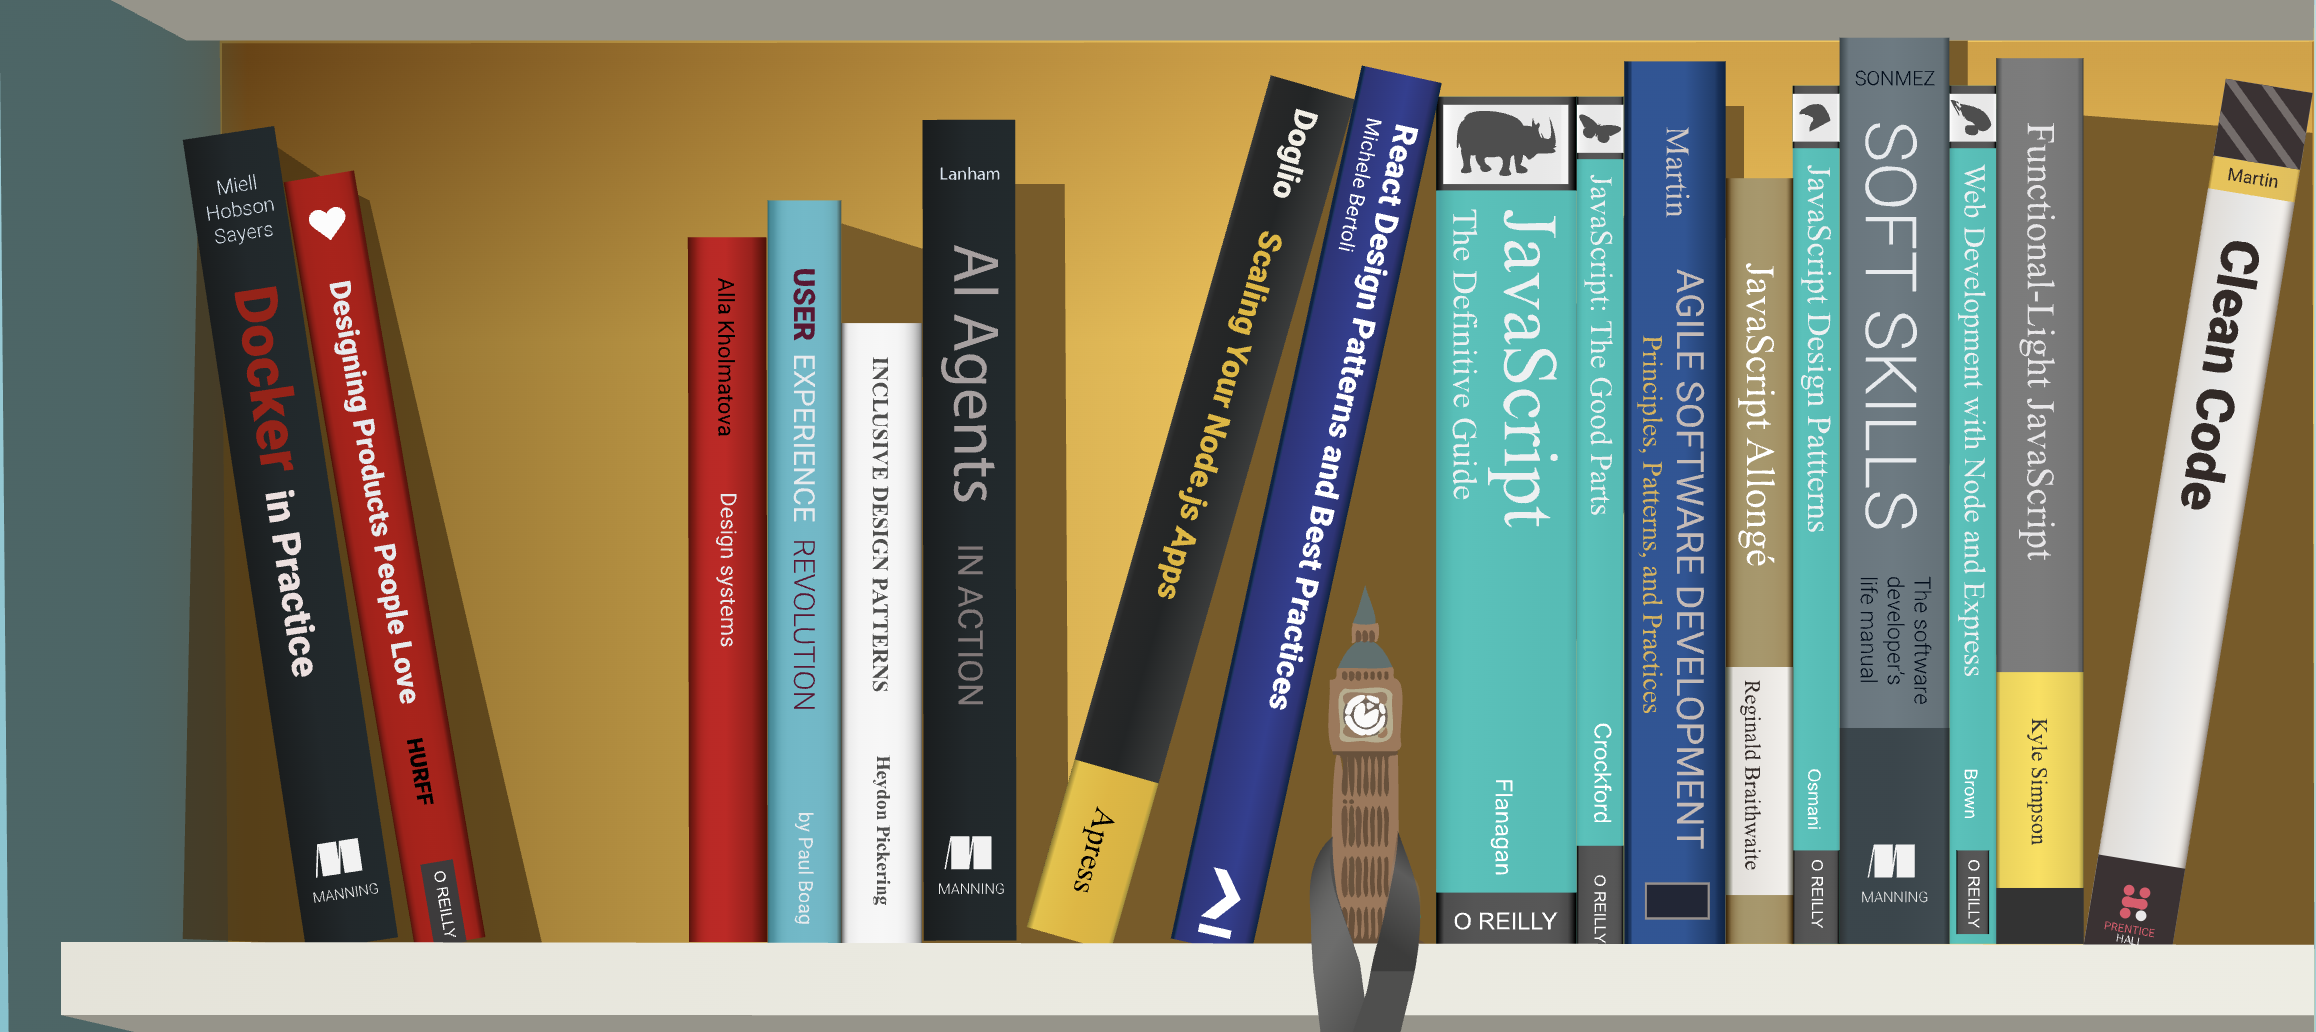 Miell
Hobson
Sayers
Docker in Practice
MANNING
Designing Products People Love
HURFF
O REILLY
Alla Kholmatova
Design systems
USER EXPERIENCE REVOLUTION
by Paul Boag
INCLUSIVE DESIGN PATTERNS
Heydon Pickering
Lanham
AI Agents
IN ACTION
MANNING
Doglio
Scaling Your Node.js Apps
Apress
React Design Patterns and Best Practices
Michele Bertoli
JavaScript
The Definitive Guide
Flanagan
O REILLY
JavaScript: The Good Parts
Crockford
O REILLY
Martin
AGILE SOFTWARE DEVELOPMENT
Principles, Patterns, and Practices
JavaScript Allongé
Reginald Braithwaite
JavaScript Design Patttterns
Osmani
O REILLY
SONMEZ
SOFT SKILLS
The software
developer's
life manual
MANNING
Web Development with Node and Express
Brown
O REILLY
Functional-Light JavaScript
Kyle Simpson
Martin
Clean Code
PRENTICE
HALL